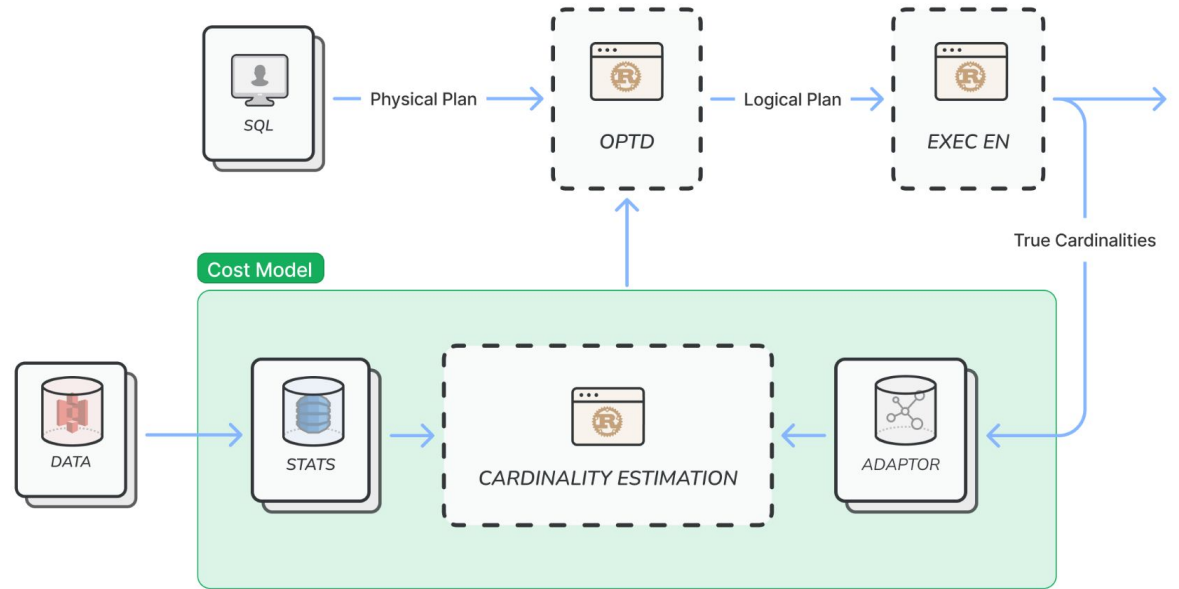 SQL
Physical Plan
OPTD
Logical Plan
EXEC EN
True Cardinalities
Cost Model
DATA
STATS
R
CARDINALITY ESTIMATION
ADAPTOR